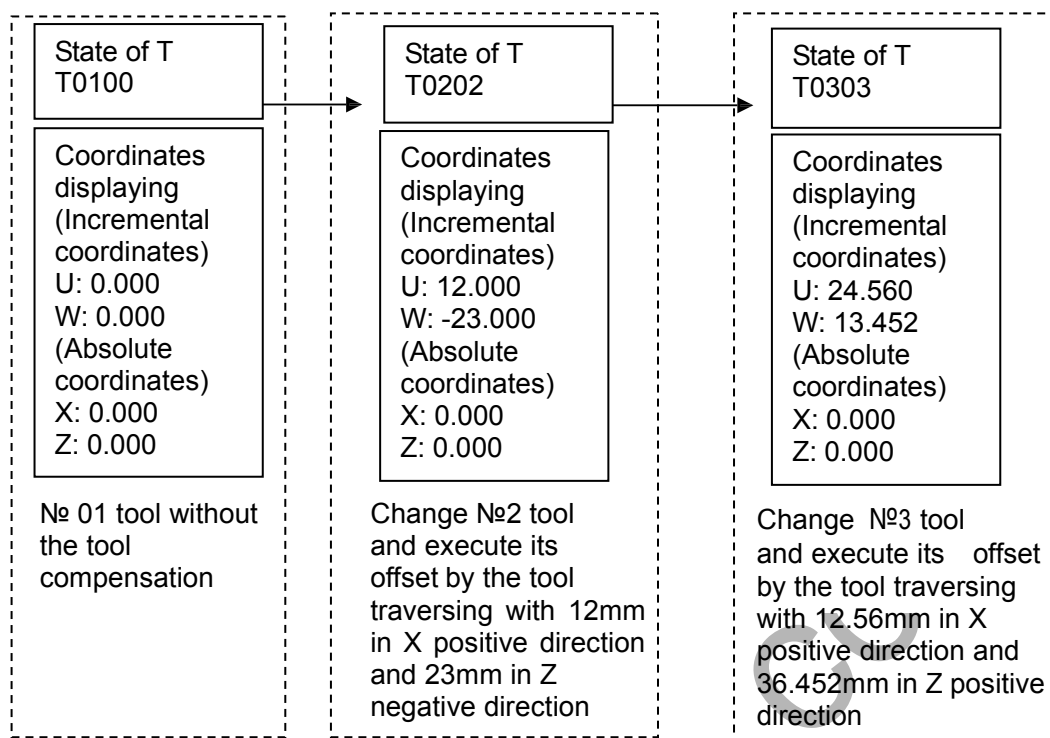 State of T
T0100
Coordinates
displaying
(Incremental
coordinates)
U: 0.000
W: 0.000
(Absolute
coordinates)
X: 0.000
Z: 0.000
№ 01 tool without
the tool
compensation
State of T
T0202
Coordinates
displaying
(Incremental
coordinates)
U: 12.000
W: -23.000
(Absolute
coordinates)
X: 0.000
Z: 0.000
Change №2 tool
and execute its
offset by the tool
traversing with 12mm
in X positive direction
and 23mm in Z
negative direction
State of T
T0303
Coordinates
displaying
(Incremental
coordinates)
U: 24.560
W: 13.452
(Absolute
coordinates)
X: 0.000
Z: 0.000
Change №3 tool
and execute its offset
by the tool traversing
with 12.56mm in X
positive direction and
36.452mm in Z positive
direction